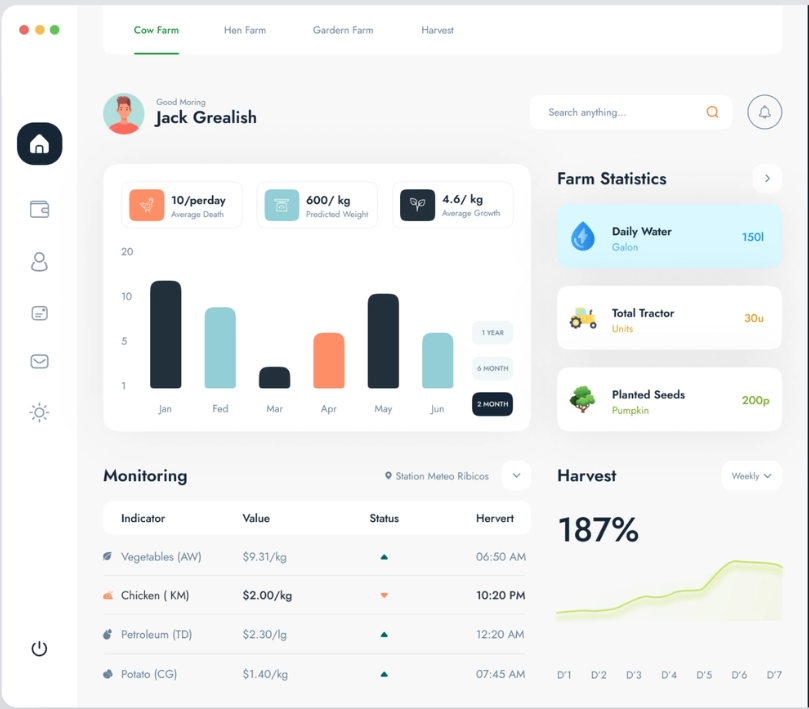 Cow Farm
Hen Farm
Gardern Farm
Harvest
Good Moring
Jack Grealish
Search anything...
10/perday
Average Death
600/ kg
Predicted Weight
4.6/ kg
Average Growth
20
10
5
1
Jan
Fed
Mar
Apr
May
Jun
1 YEAR
6 MONTH
2 MONTH
Farm Statistics
Daily Water
Galon
150l
Total Tractor
Units
30u
Planted Seeds
Pumpkin
200p
Monitoring
Station Meteo Ribicos
Indicator Value Status Hervert
Vegetables (AW) $9.31/kg 06:50 AM
Chicken ( KM) $2.00/kg 10:20 PM
Petroleum (TD) $2.30/lg 12:20 AM
Potato (CG) $1.40/kg 07:45 AM
Harvest
Weekly
187%
D'1 D'2 D'3 D'4 D'5 D'6 D'7